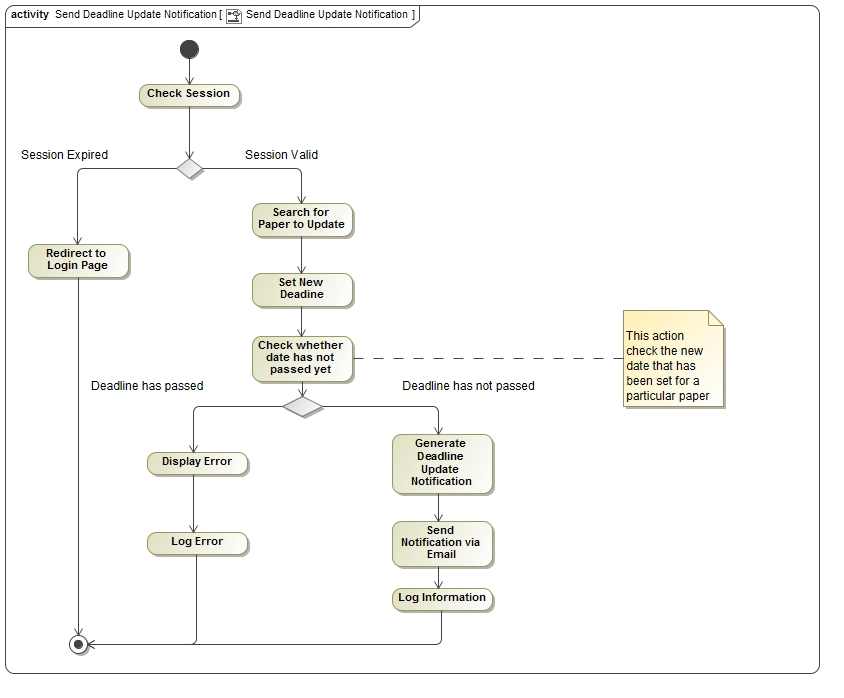 activity Send Deadline Update Notification [ Send Deadline Update Notification ]
Check Session
Session Expired
Session Valid
Search for
Paper to Update
Redirect to
Login Page
Set New
Deadine
Check whether
date has not
passed yet
This action
check the new
date that has
been set for a
particular paper
Deadline has passed
Deadline has not passed
Display Error
Generate
Deadline
Update
Notification
Log Error
Send
Notification via
Email
Log Information